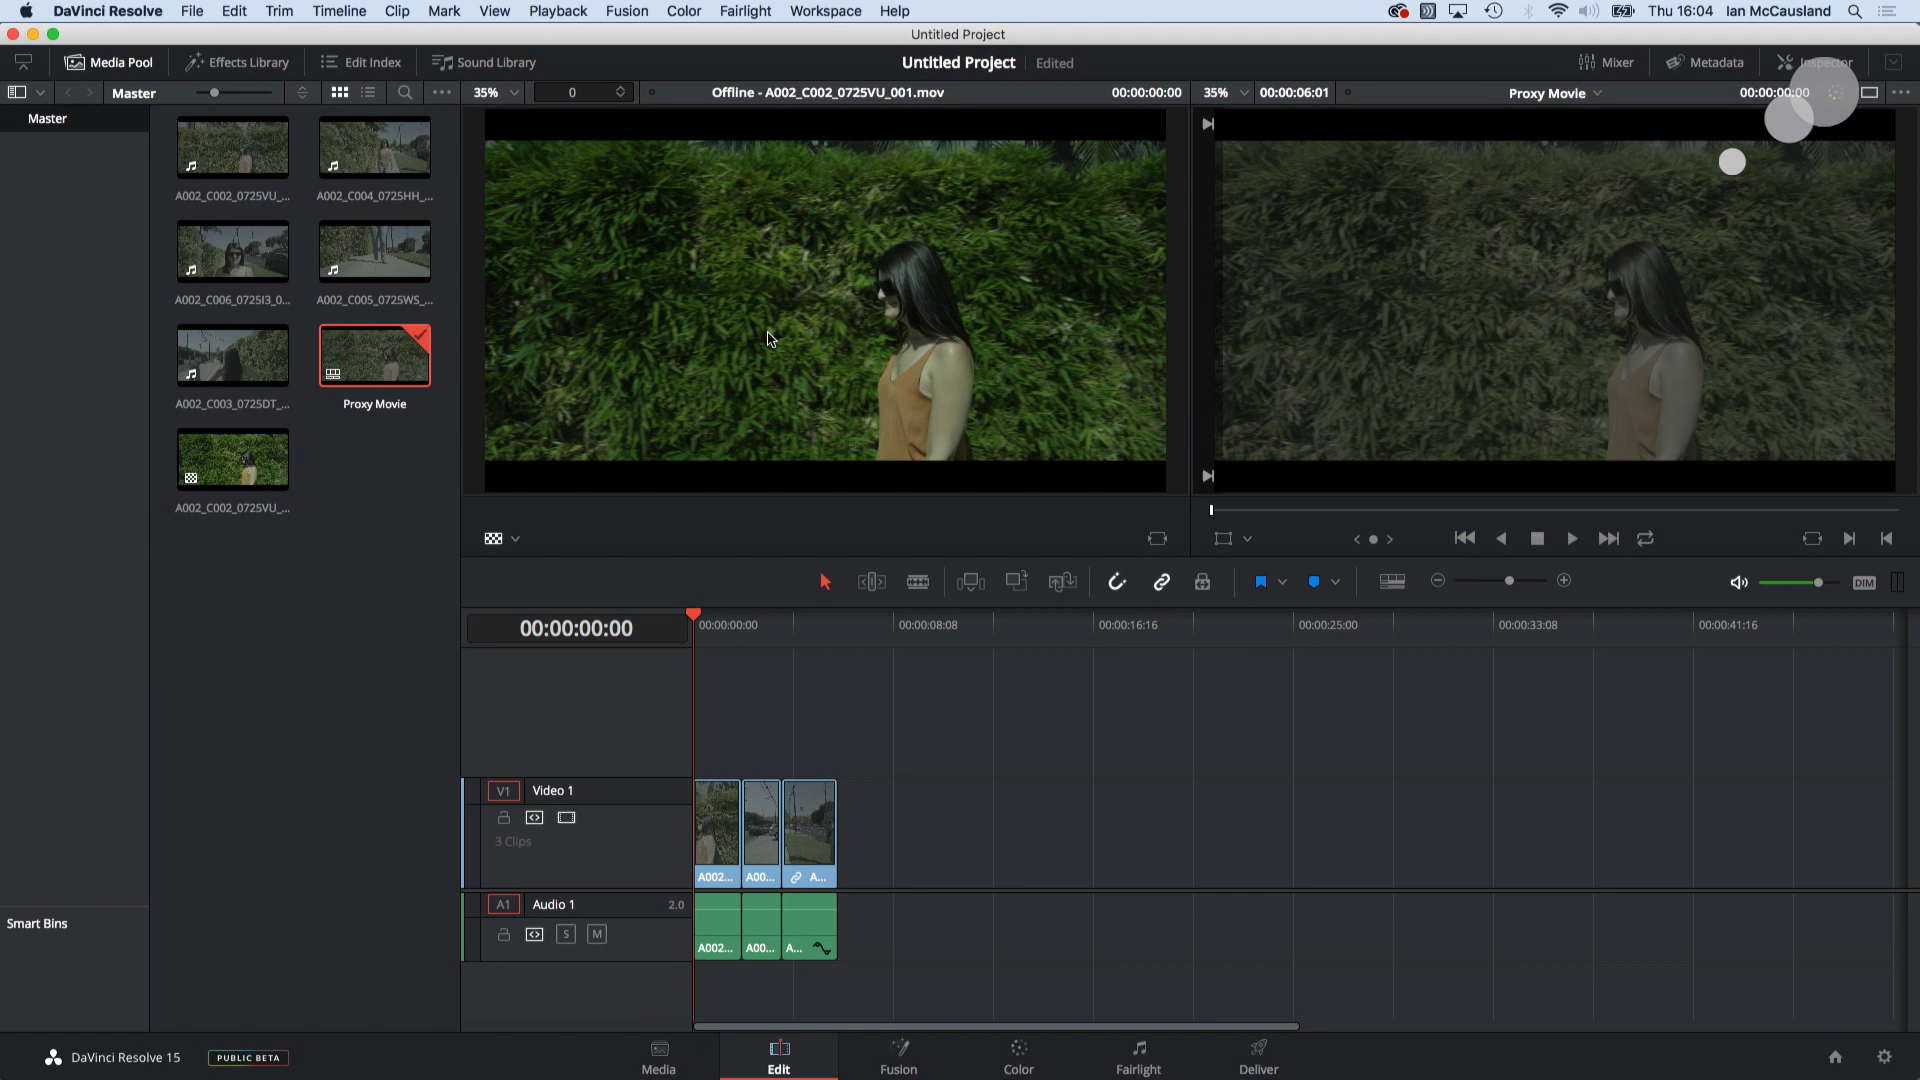 DaVinci Resolve File Edit Trim Timeline Clip Mark View Playback Fusion Color Fairlight Workspace Help Thu 16:04 Ian McCausland
Untitled Project
Media Pool Effects Library Edit Index Sound Library Untitled Project Edited Mixer Metadata Inspector
Master 35% 0 Offline - A002_C002_0725VU_001.mov 00:00:00:00 35% 00:00:06:01 Proxy Movie 00:00:00:00
Master
A002_C002_0725VU_... A002_C004_0725HH_...
A002_C006_0725I3_0... A002_C005_0725WS_...
A002_C003_0725DT_... Proxy Movie
A002_C002_0725VU_...
DIM
00:00:00:00 00:00:00:00 00:00:08:08 00:00:16:16 00:00:25:00 00:00:33:08 00:00:41:16
V1 Video 1
3 Clips
A002... A00... A...
A1 Audio 1 2.0
Smart Bins
S M
A002... A00... A...
DaVinci Resolve 15 PUBLIC BETA
Media Edit Fusion Color Fairlight Deliver